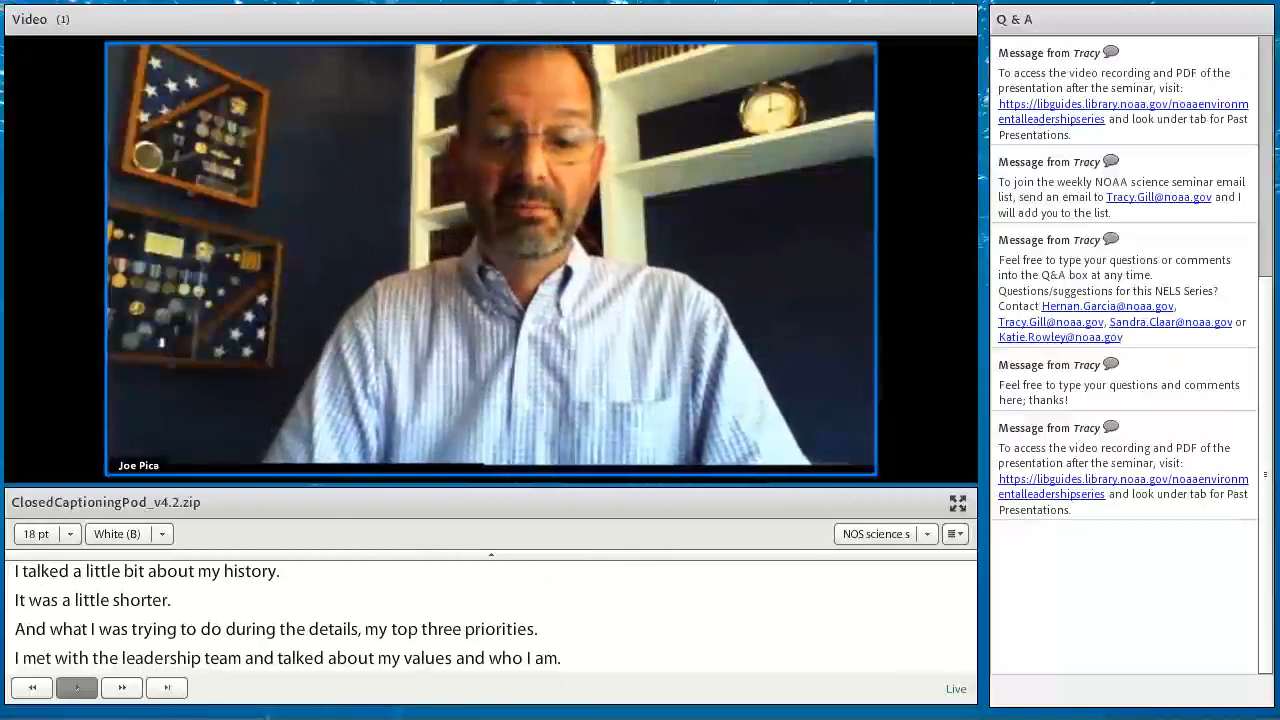 Video (1)
Joe Pica
ClosedCaptioningPod_v4.2.zip
18 pt
White (B)
NOS science s
I talked a little bit about my history.
It was a little shorter.
And what I was trying to do during the details, my top three priorities.
I met with the leadership team and talked about my values and who I am.
Live
Q & A
Message from Tracy
To access the video recording and PDF of the
presentation after the seminar, visit:
https://libguides.library.noaa.gov/noaaenvironm
entalleadershipseries and look under tab for Past
Presentations.
Message from Tracy
To join the weekly NOAA science seminar email
list, send an email to Tracy.Gill@noaa.gov and I
will add you to the list.
Message from Tracy
Feel free to type your questions or comments
into the Q&A box at any time.
Questions/suggestions for this NELS Series?
Contact Hernan.Garcia@noaa.gov,
Tracy.Gill@noaa.gov, Sandra.Claar@noaa.gov or
Katie.Rowley@noaa.gov
Message from Tracy
Feel free to type your questions and comments
here; thanks!
Message from Tracy
To access the video recording and PDF of the
presentation after the seminar, visit:
https://libguides.library.noaa.gov/noaaenvironm
entalleadershipseries and look under tab for Past
Presentations.